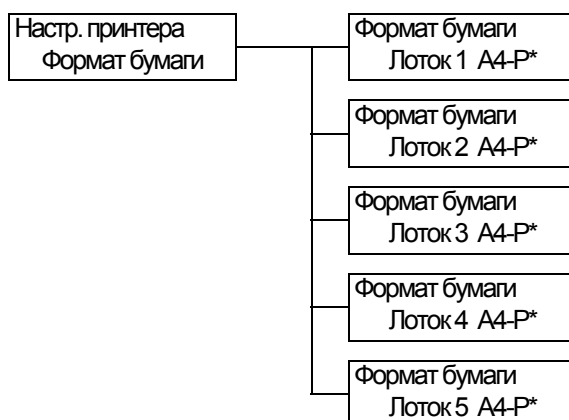 Настр. принтера
Формат бумаги
Формат бумаги
Лоток 1 A4-P*
Формат бумаги
Лоток 2 A4-P*
Формат бумаги
Лоток 3 A4-P*
Формат бумаги
Лоток 4 A4-P*
Формат бумаги
Лоток 5 A4-P*